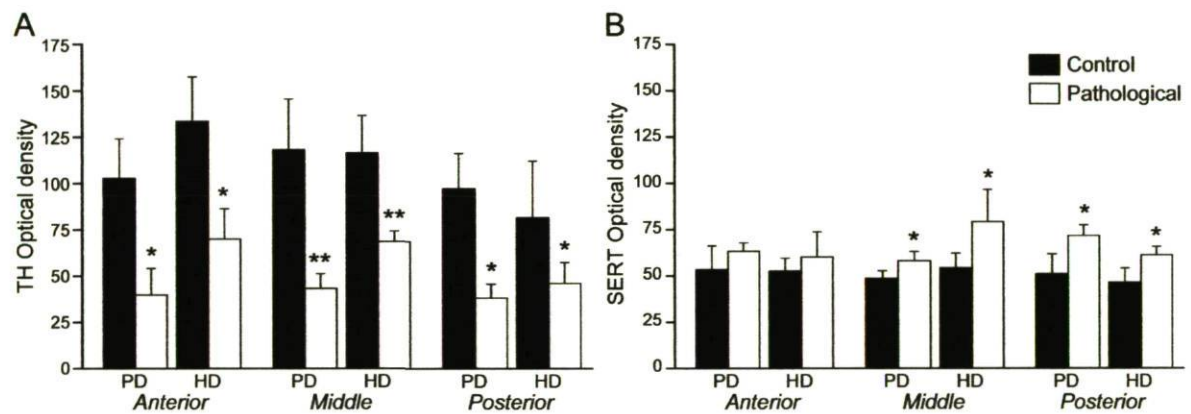 A
TH Optical density
175
150
125
100
75
50
25
0
*
*
**
**
*
*
PD HD PD HD PD HD
Anterior Middle Posterior
B
SERT Optical density
175
150
125
100
75
50
25
0
Control
Pathological
*
*
*
*
PD HD PD HD PD HD
Anterior Middle Posterior